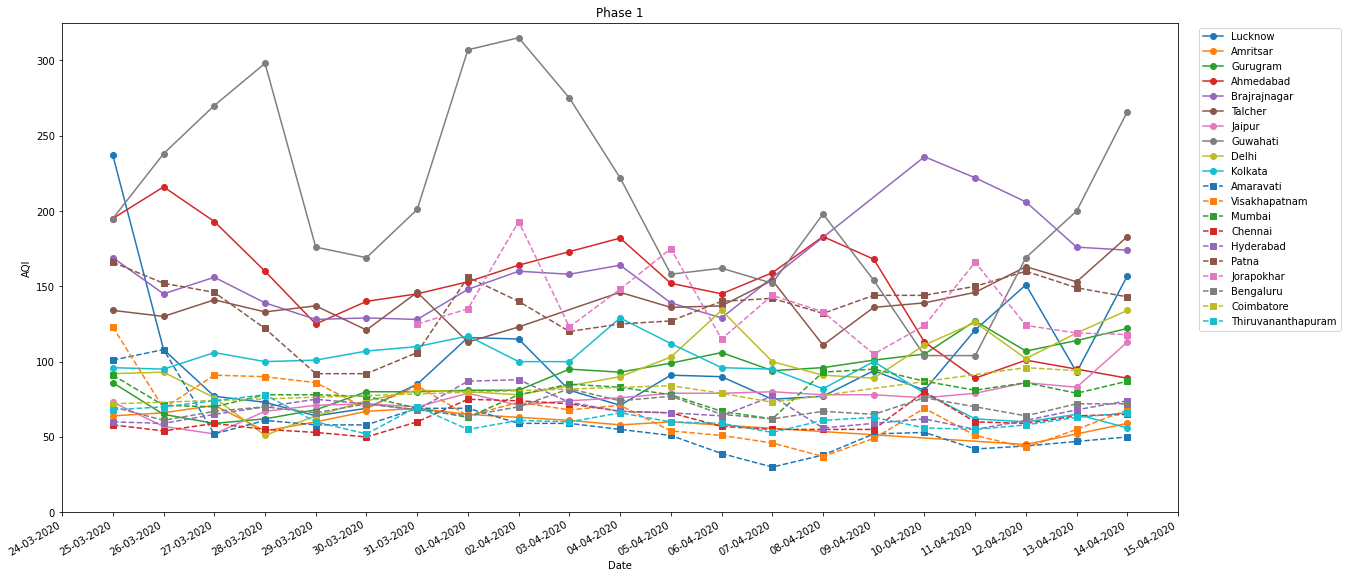 Phase 1
300
250
200
150
100
50
0
AQI
24-03-2020
25-03-2020
26-03-2020
27-03-2020
28-03-2020
29-03-2020
30-03-2020
31-03-2020
01-04-2020
02-04-2020
03-04-2020
04-04-2020
05-04-2020
06-04-2020
07-04-2020
08-04-2020
09-04-2020
10-04-2020
11-04-2020
12-04-2020
13-04-2020
14-04-2020
15-04-2020
Date
Lucknow
Amritsar
Gurugram
Ahmedabad
Brajrajnagar
Talcher
Jaipur
Guwahati
Delhi
Kolkata
Amaravati
Visakhapatnam
Mumbai
Chennai
Hyderabad
Patna
Jorapokhar
Bengaluru
Coimbatore
Thiruvananthapuram